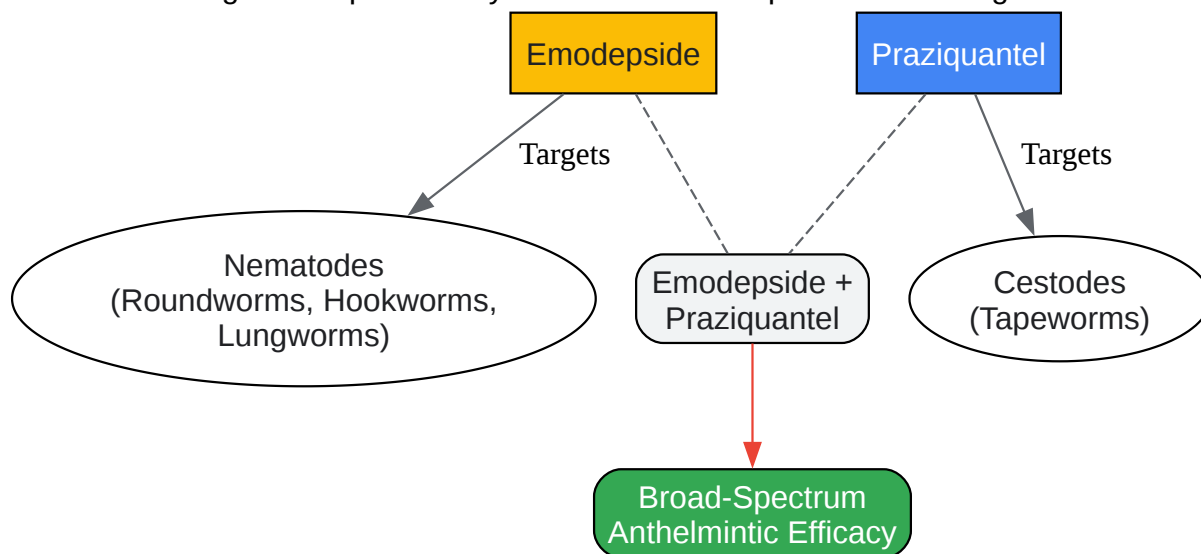 Emodepside
Praziquantel
Targets
Targets
Nematodes
(Roundworms, Hookworms,
Lungworms)
Emodepside +
Praziquantel
Cestodes
(Tapeworms)
Broad-Spectrum
Anthelmintic Efficacy